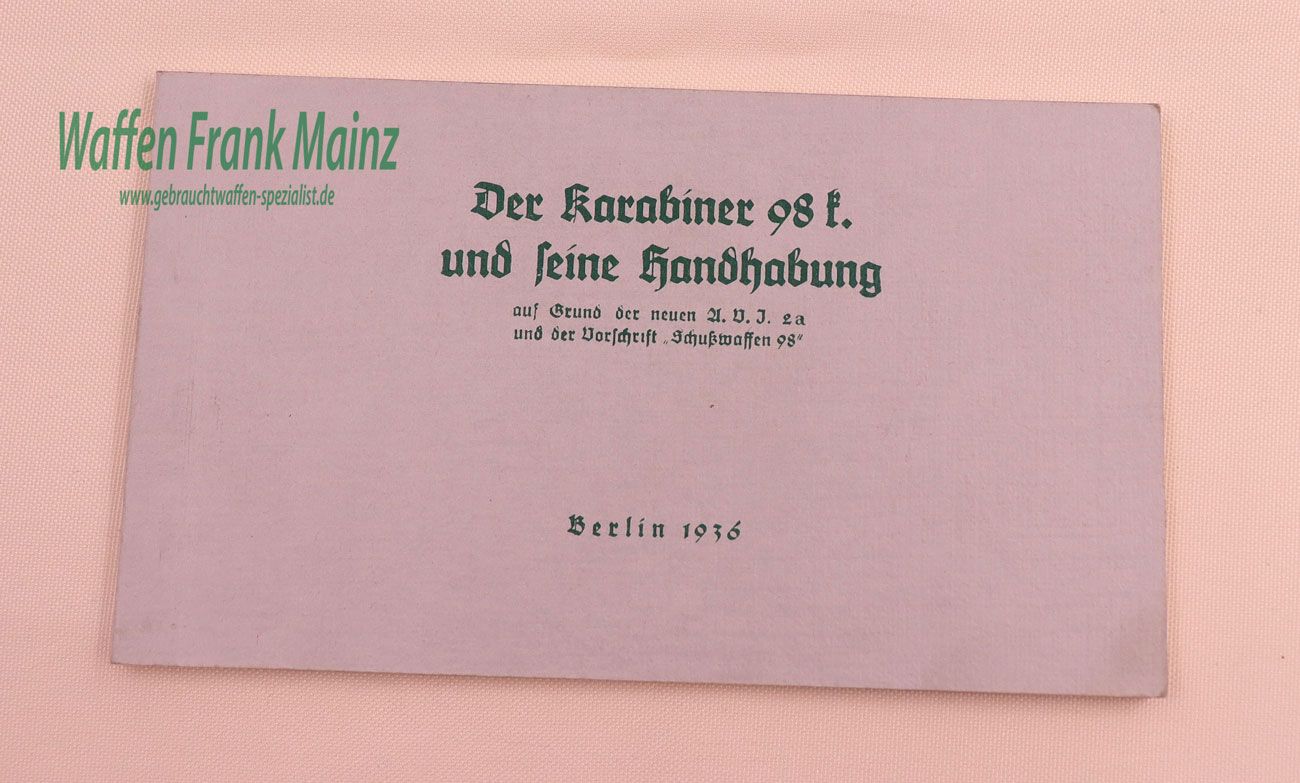 Waffen Frank Mainz
www.gebrauchtwaffen-spezialist.de
Der Karabiner 98 k.
und seine Handhabung
auf Grund der neuen A. V. I. 2a
und der Vorschrift „Schußwaffen 98"
Berlin 1936